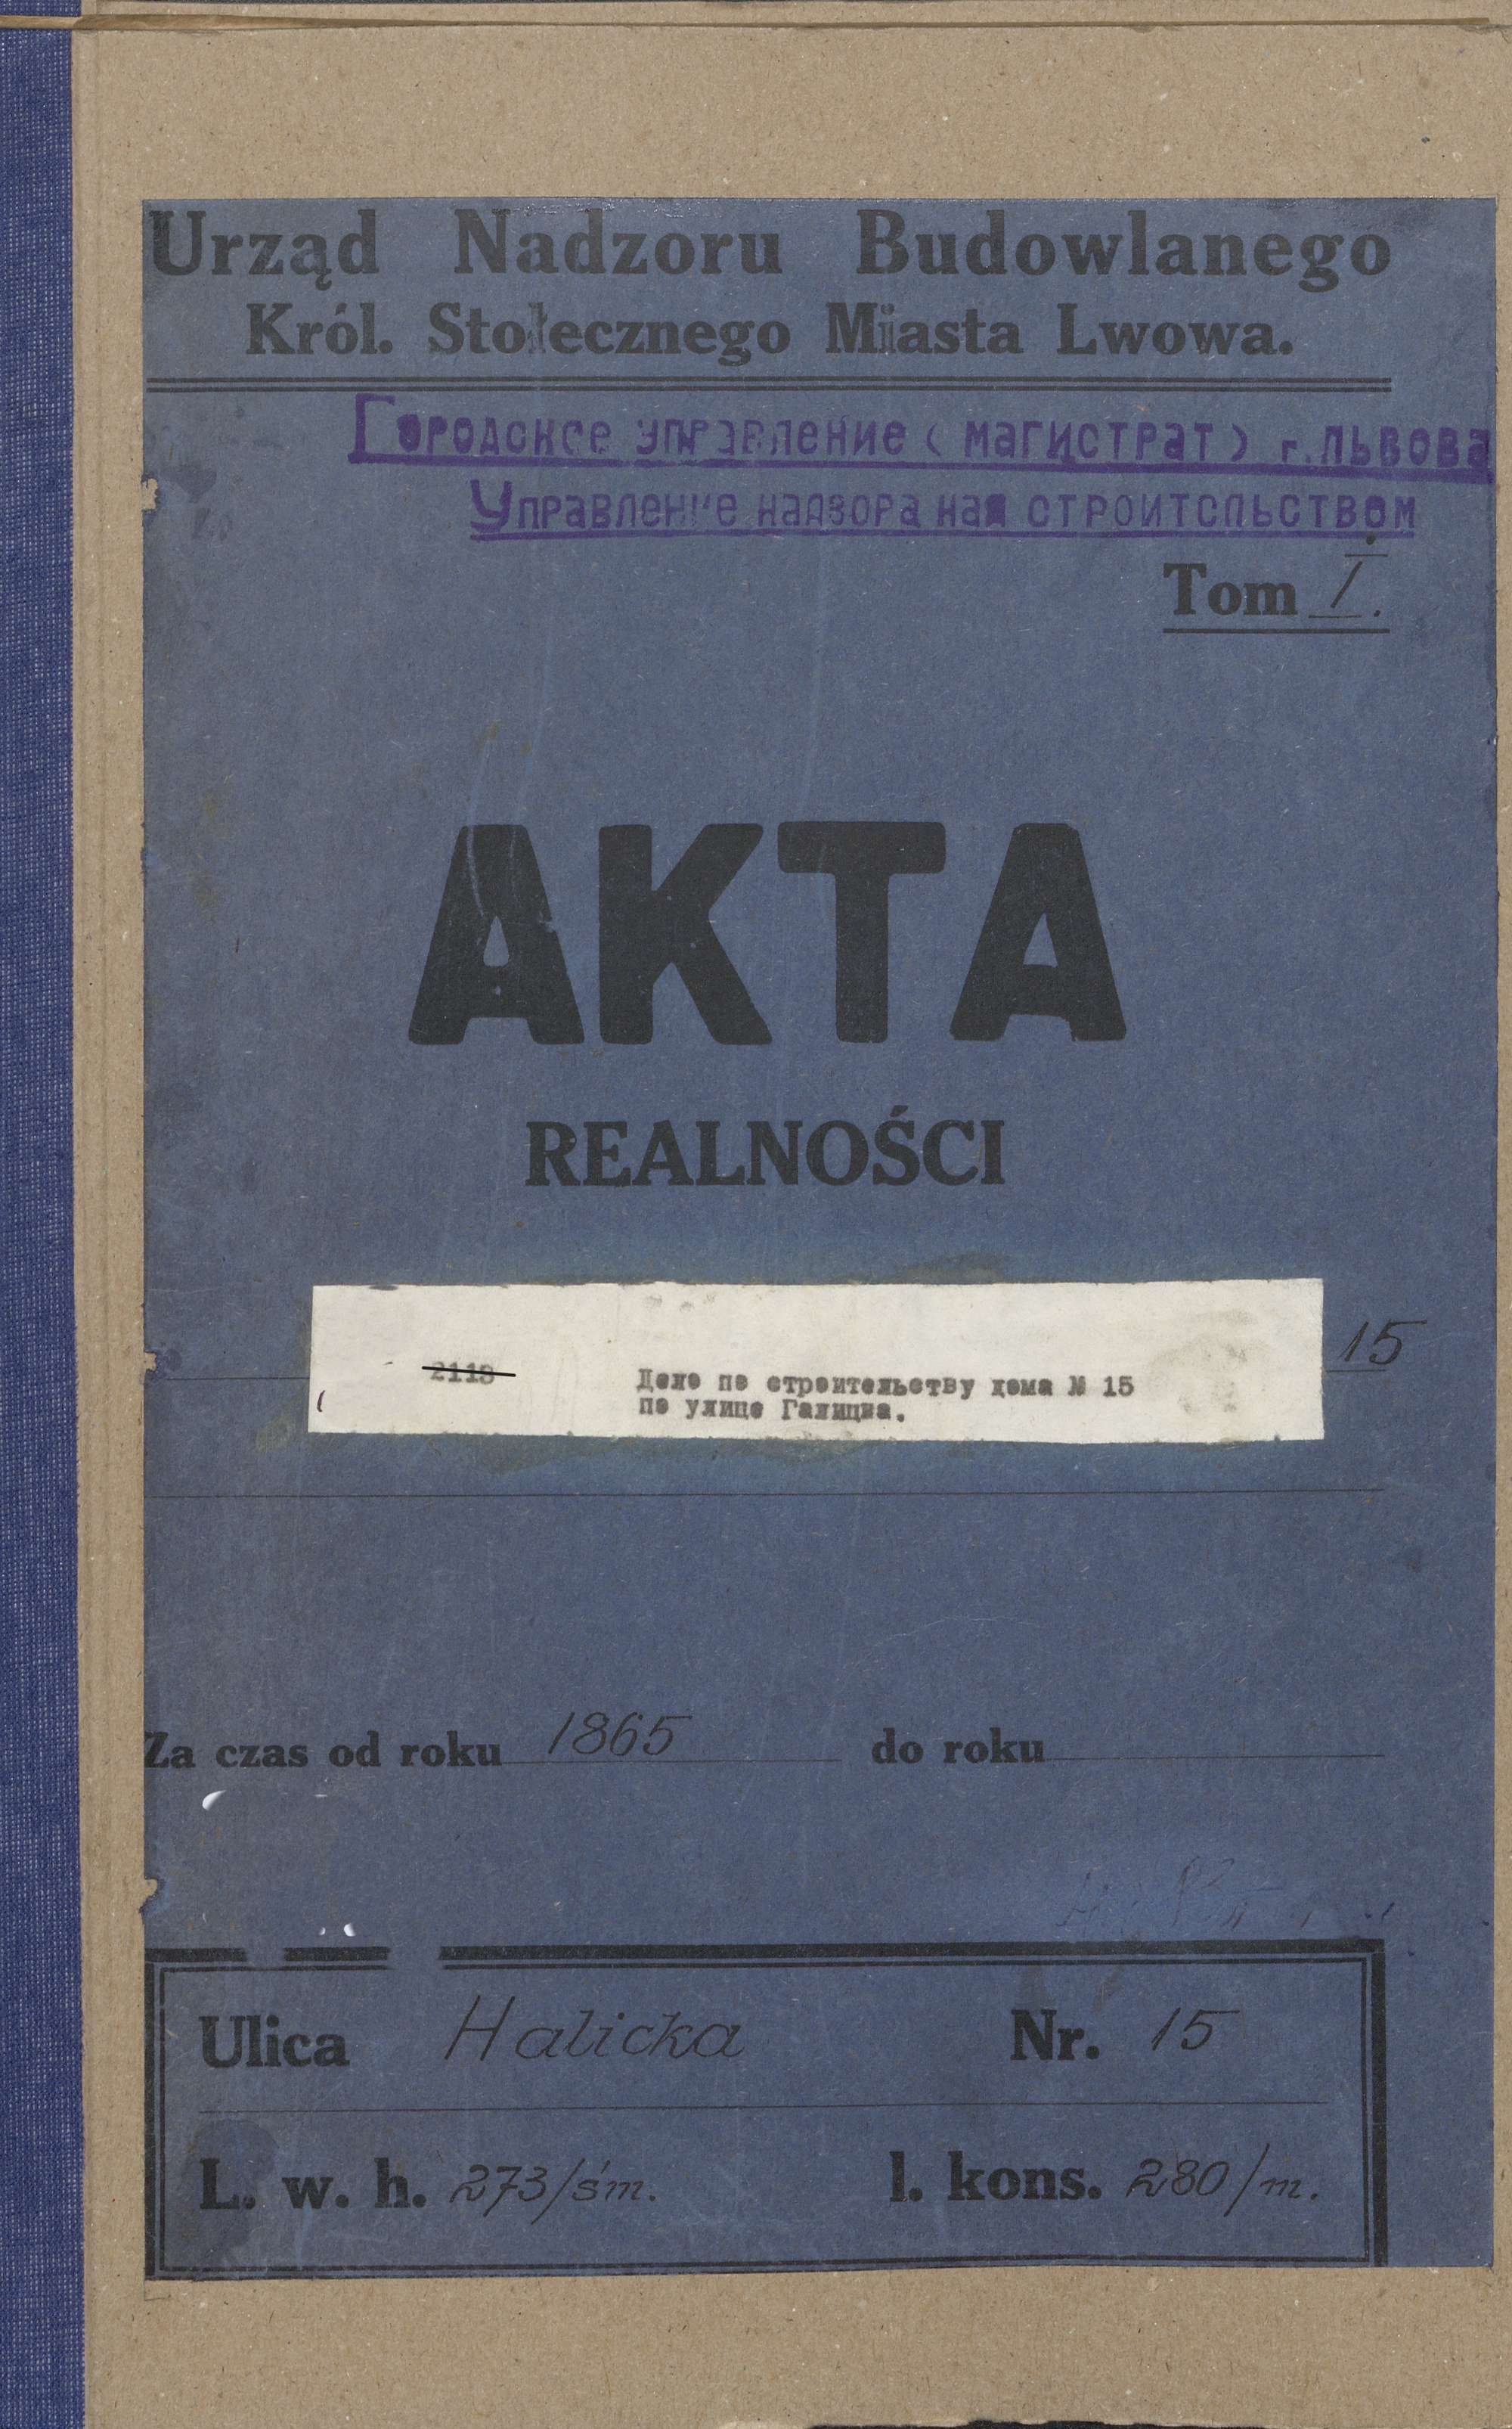 Urząd Nadzoru Budowlanego
Król. Stołecznego Miasta Lwowa.
Городское управление (магистрат) г. Львова
Управление надзора над строительством
Tom I.
AKTA
REALNOŚCI
15
2113 Дело по строительству дома № 15
по улице Галицка.
Za czas od roku 1865 do roku
Ulica Halicka Nr. 15
L. w. h. 273/śm. l. kons. 280/m.